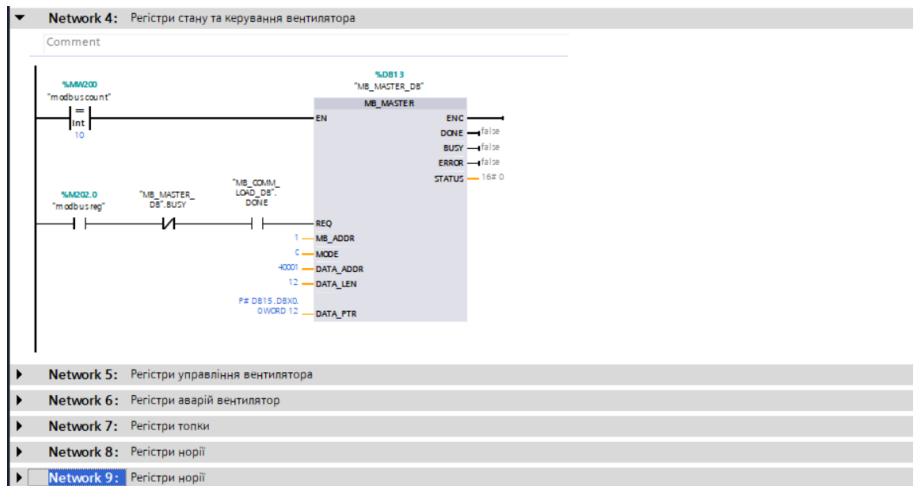 Network 4: Регістри стану та керування вентилятора
Comment
%DB13
"MB_MASTER_DB"
MB_MASTER
%MW200
"modbuscount"
==
Int
10
EN
ENO
DONE
false
BUSY
false
ERROR
false
STATUS
16#0
%M202.0
"modbusreg"
"MB_MASTER_
DB".BUSY
"MB_COMM_
LOAD_DB".
DONE
REQ
1
MB_ADDR
0
MODE
40001
DATA_ADDR
12
DATA_LEN
P#DB15.DBX0.
0 WORD 12
DATA_PTR
Network 5: Регістри управління вентилятора
Network 6: Регістри аварій вентилятор
Network 7: Регістри топки
Network 8: Регістри норії
Network 9: Регістри норії